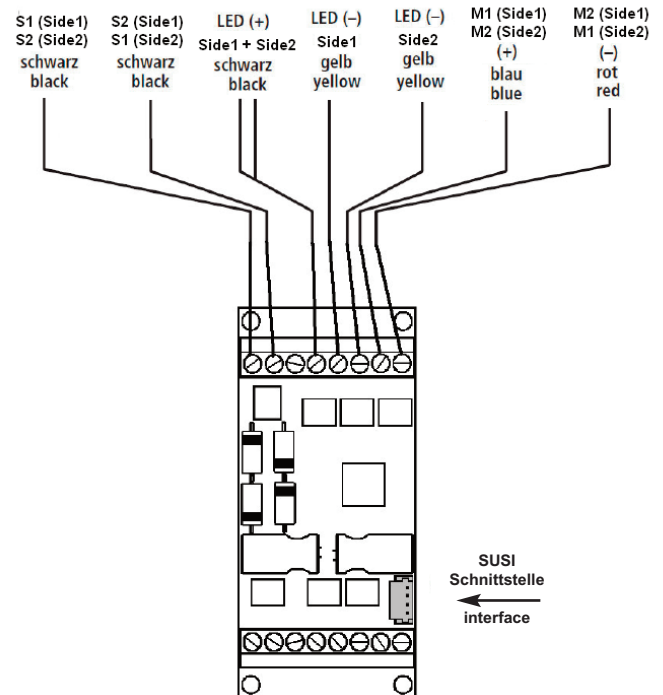 S1 (Side1)
S2 (Side2)
schwarz
black
S2 (Side1)
S1 (Side2)
schwarz
black
LED (+)
Side1 + Side2
schwarz
black
LED (–)
Side1
gelb
yellow
LED (–)
Side2
gelb
yellow
M1 (Side1)
M2 (Side2)
(+)
blau
blue
M2 (Side1)
M1 (Side2)
(–)
rot
red
SUSI
Schnittstelle
interface